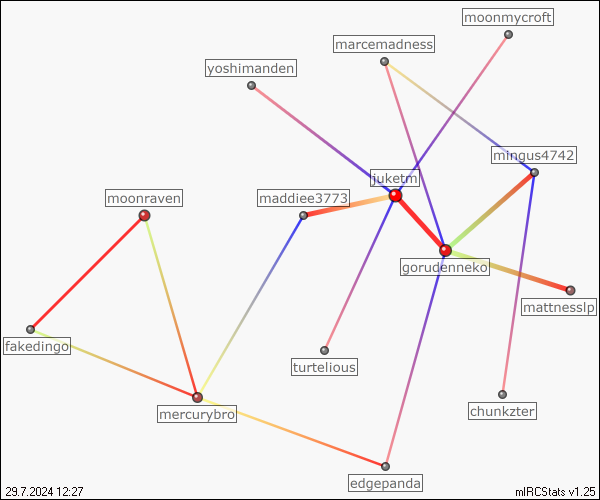 moonmycroft
marcemadness
yoshimanden
mingus4742
juketm
moonraven
maddiee3773
gorudenneko
mattnesslp
fakedingo
turtelious
mercurybro
chunkzter
edgepanda
29.7.2024 12:27
mIRCStats v1.25